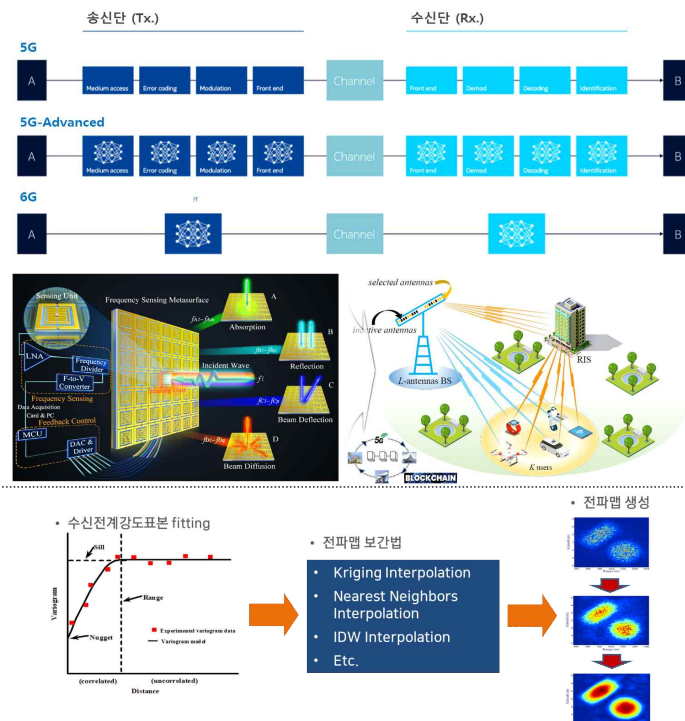 송신단 (Tx.)
수신단 (Rx.)
5G
A
Medium access
Error coding
Modulation
Front end
Channel
Front end
Demod
Decoding
Identification
B
5G-Advanced
A
Medium access
Error coding
Modulation
Front end
Channel
Front end
Demod
Decoding
Identification
B
6G
A
Channel
B
Sensing Unit
Frequency Sensing Metasurface
A
Absorption
LNA
Frequency
Divider
F-to-V
Converter
Frequency Sensing
Data Acquisition
Card & PC
Feedback Control
MCU
DAC &
Driver
Incident Wave
B
Reflection
C
Beam Deflection
D
Beam Diffusion
selected antennas
inactive antennas
L-antennas BS
RIS
K users
5G
BLOCKCHAIN
• 수신전계강도표본 fitting
Sill
Variogram
Range
Experimental variogram data
Variogram model
Nugget
(correlated)
(uncorrelated)
Distance
• 전파맵 보간법
• Kriging Interpolation
• Nearest Neighbors
Interpolation
• IDW Interpolation
• Etc.
• 전파맵 생성